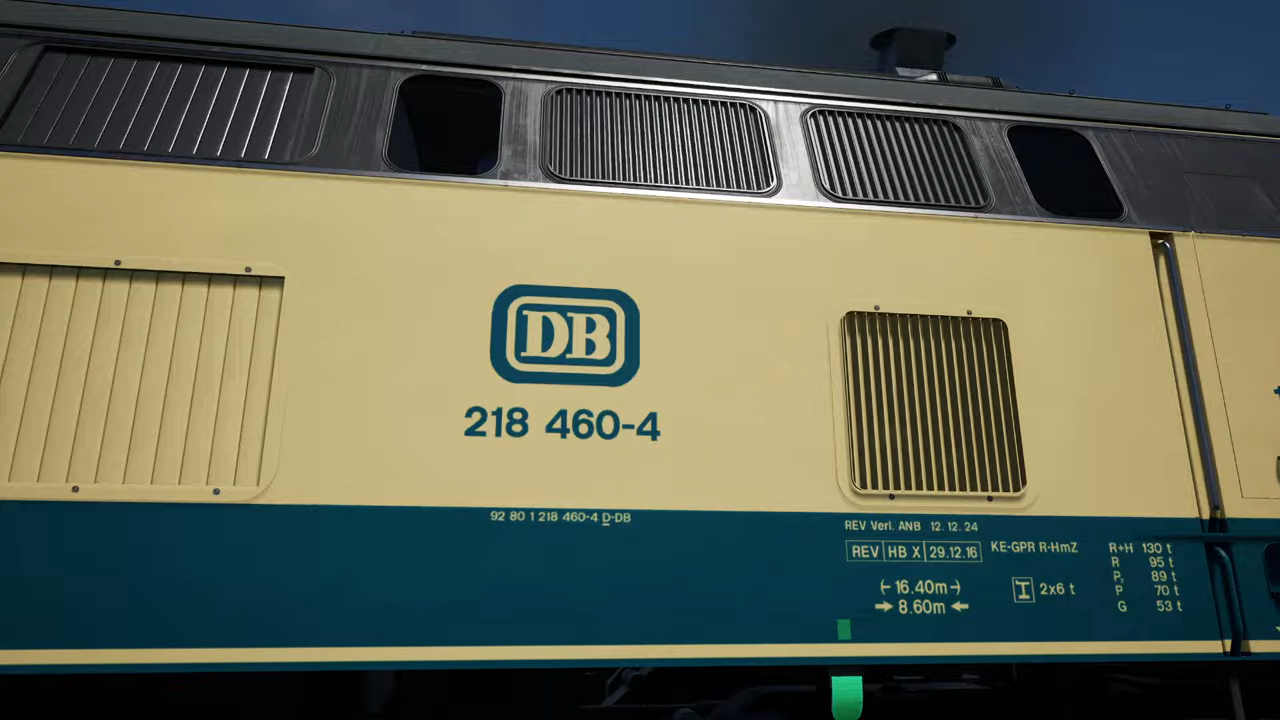 DB
218 460-4
92 80 1 218 460-4 D-DB
REV Verl. ANB 12.12.24
REV HB X 29.12.16 KE-GPR R-HmZ
16.40m
8.60m
2x6 t
R+H 130 t
R 95 t
P₂ 89 t
P 70 t
G 53 t